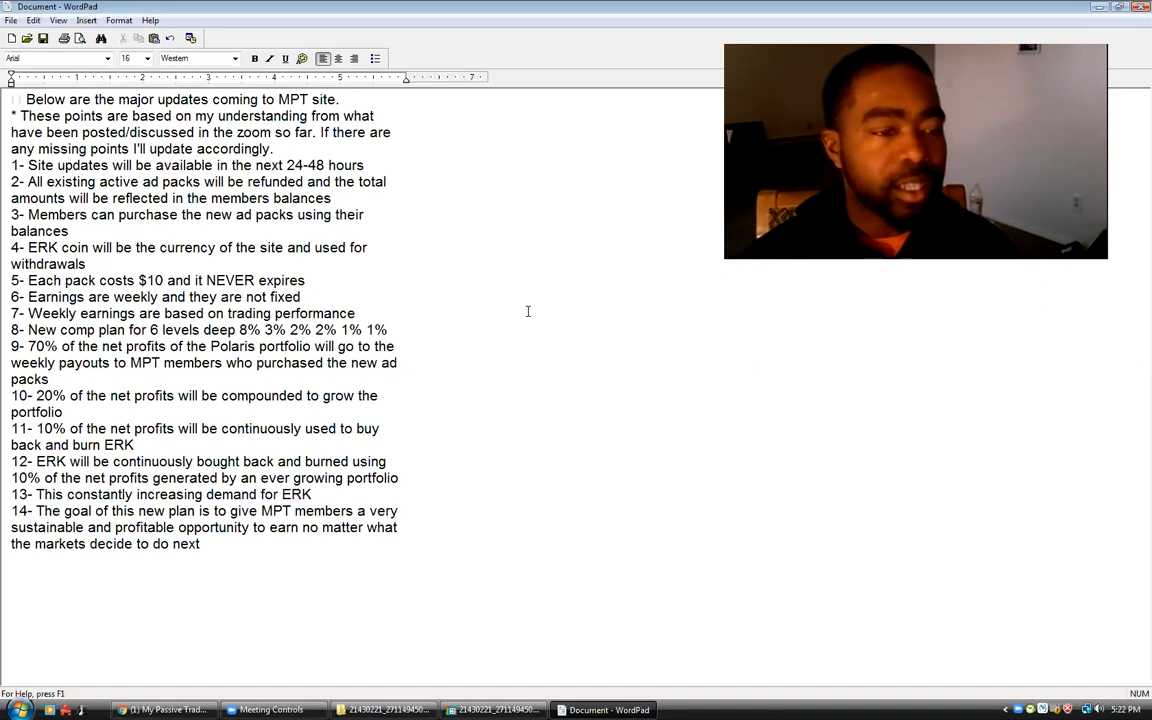 Document - WordPad
File Edit View Insert Format Help
Arial 16 Western B I U
1 2 3 4 5 7
Below are the major updates coming to MPT site.
* These points are based on my understanding from what
have been posted/discussed in the zoom so far. If there are
any missing points I'll update accordingly.
1- Site updates will be available in the next 24-48 hours
2- All existing active ad packs will be refunded and the total
amounts will be reflected in the members balances
3- Members can purchase the new ad packs using their
balances
4- ERK coin will be the currency of the site and used for
withdrawals
5- Each pack costs $10 and it NEVER expires
6- Earnings are weekly and they are not fixed
7- Weekly earnings are based on trading performance
8- New comp plan for 6 levels deep 8% 3% 2% 2% 1% 1%
9- 70% of the net profits of the Polaris portfolio will go to the
weekly payouts to MPT members who purchased the new ad
packs
10- 20% of the net profits will be compounded to grow the
portfolio
11- 10% of the net profits will be continuously used to buy
back and burn ERK
12- ERK will be continuously bought back and burned using
10% of the net profits generated by an ever growing portfolio
13- This constantly increasing demand for ERK
14- The goal of this new plan is to give MPT members a very
sustainable and profitable opportunity to earn no matter what
the markets decide to do next
For Help, press F1 NUM
(1) My Passive Trad... Meeting Controls 21430221_271149450... 21430221_271149450... Document - WordPad 5:22 PM